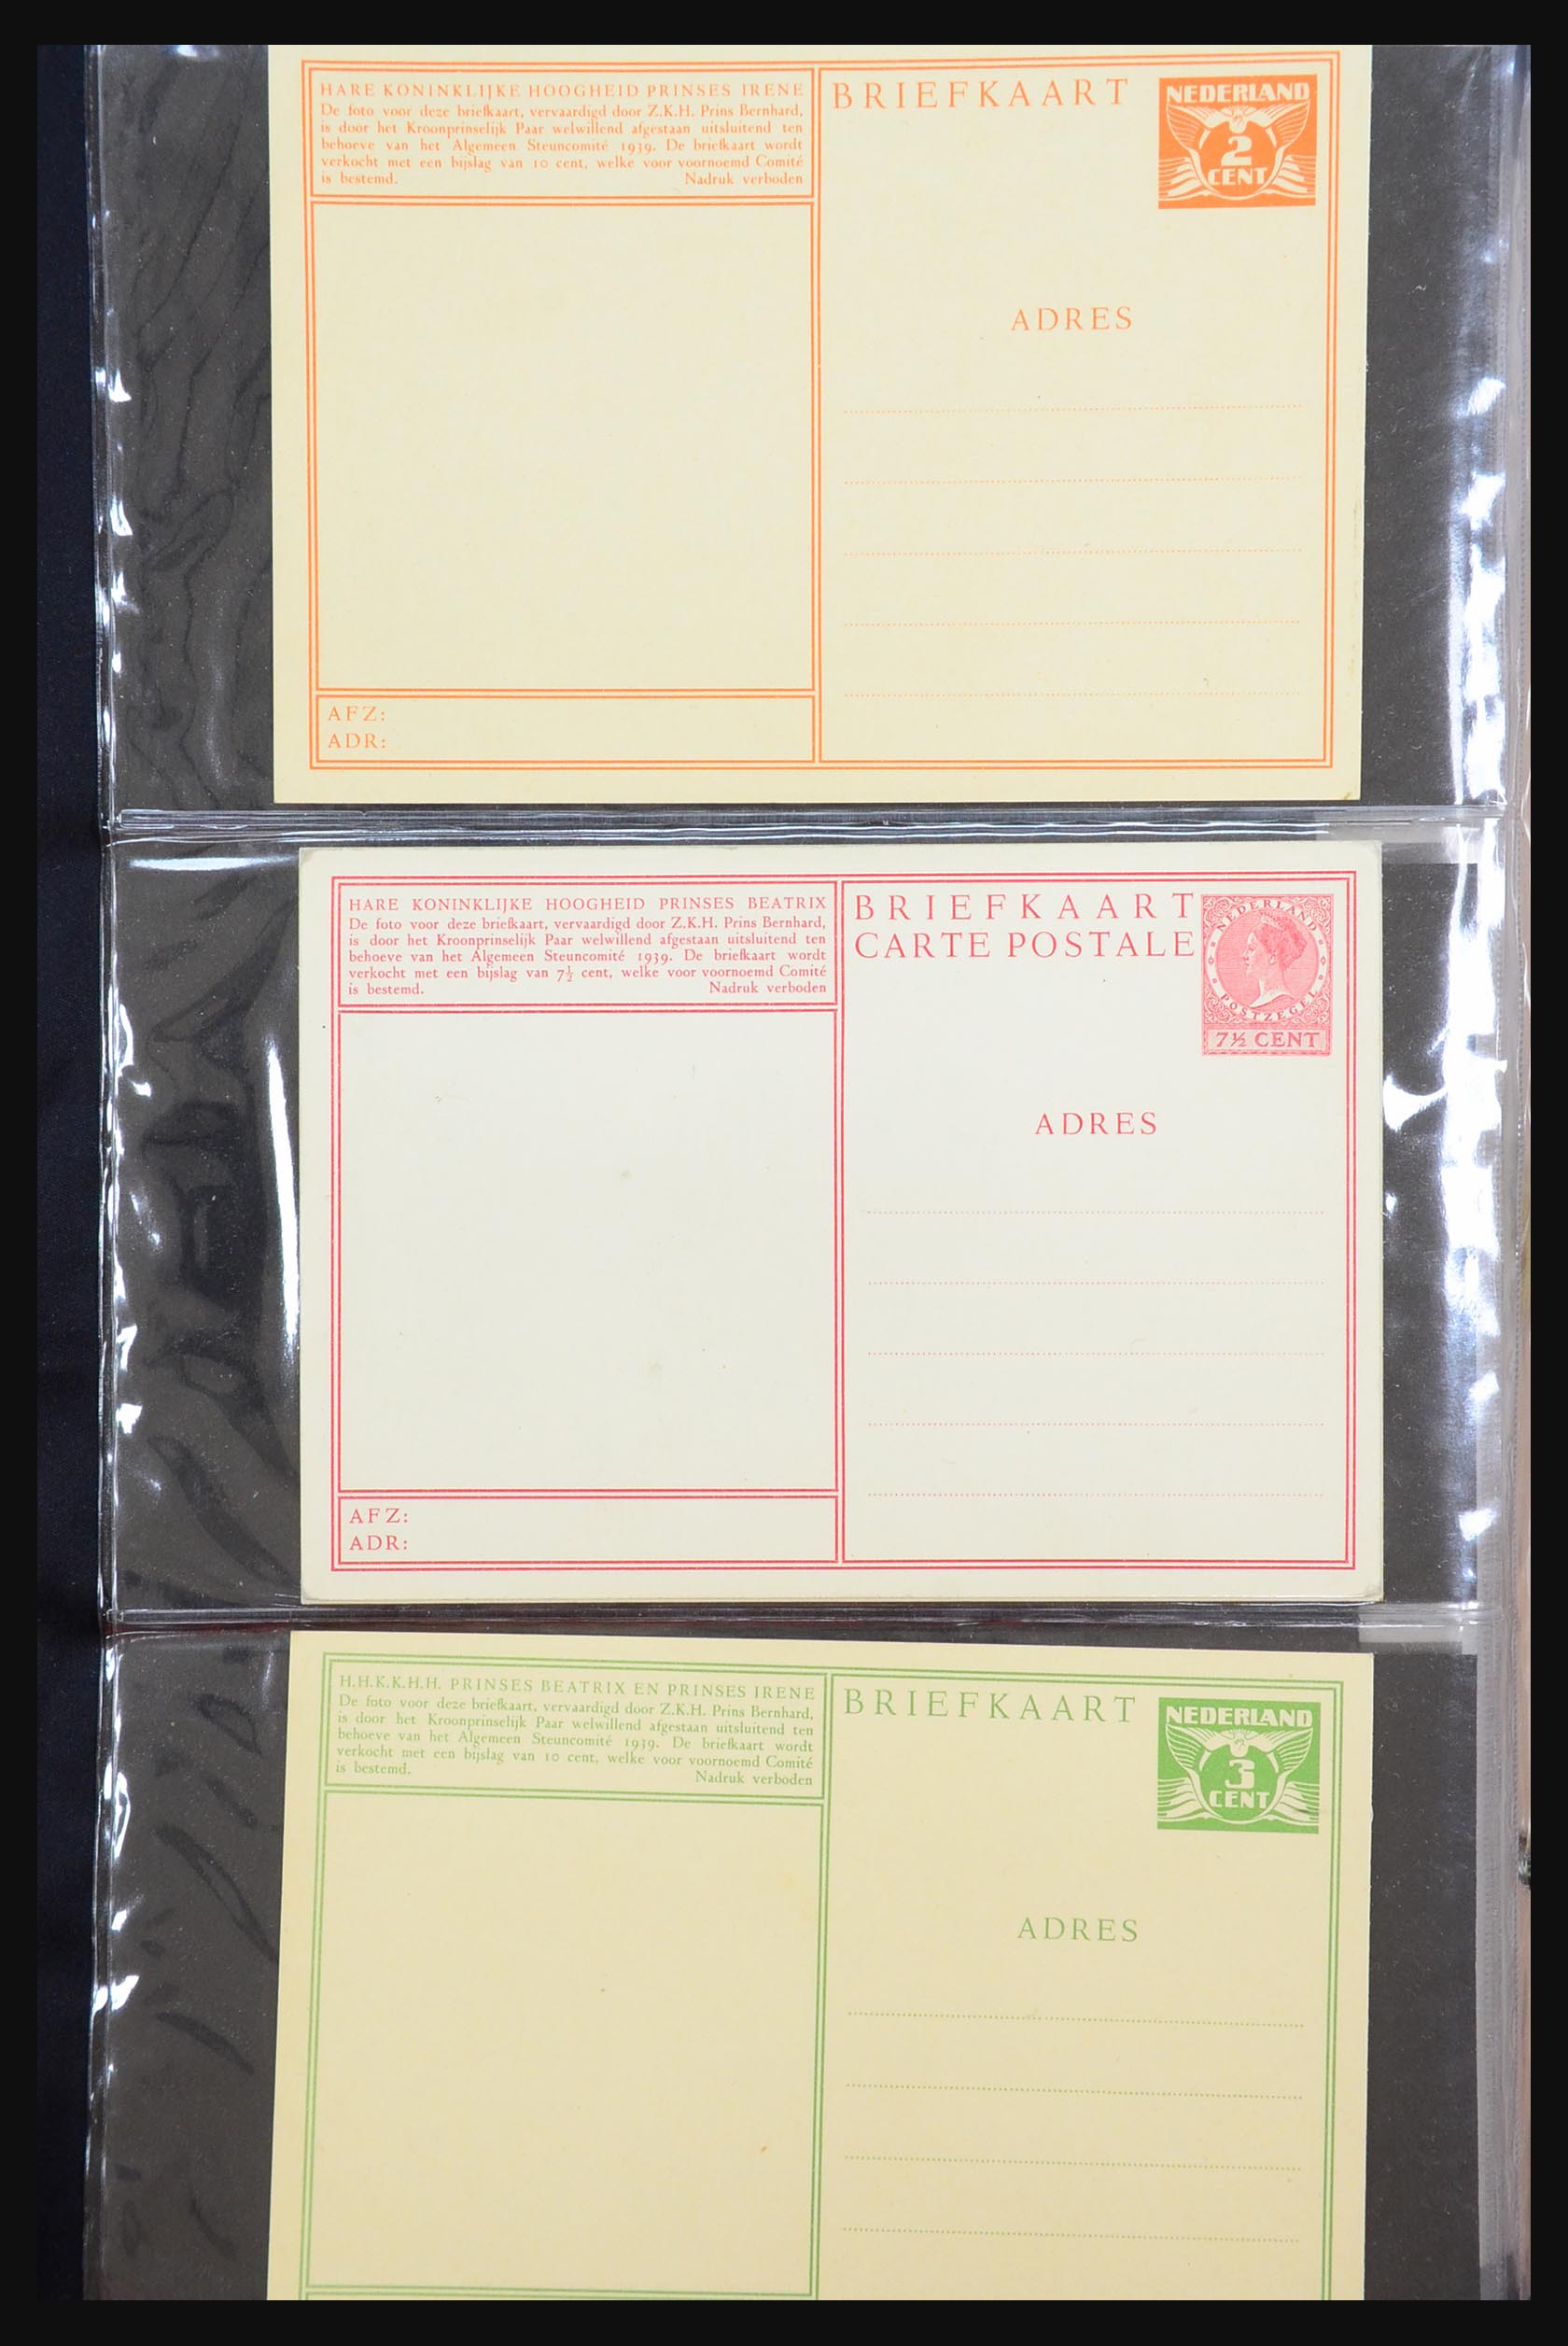 HARE KONINKLIJKE HOOGHEID PRINSES IRENE
De foto voor deze briefkaart, vervaardigd door Z.K.H. Prins Bernhard,
is door het Kroonprinselijk Paar welwillend afgestaan uitsluitend ten
behoeve van het Algemeen Steuncomité 1939. De briefkaart wordt
verkocht met een bijslag van 10 cent, welke voor voornoemd Comité
is bestemd. Nadruk verboden
BRIEFKAART
NEDERLAND
2
CENT
ADRES
AFZ:
ADR:
HARE KONINKLIJKE HOOGHEID PRINSES BEATRIX
De foto voor deze briefkaart, vervaardigd door Z.K.H. Prins Bernhard,
is door het Kroonprinselijk Paar welwillend afgestaan uitsluitend ten
behoeve van het Algemeen Steuncomité 1939. De briefkaart wordt
verkocht met een bijslag van 7½ cent, welke voor voornoemd Comité
is bestemd. Nadruk verboden
BRIEFKAART
CARTE POSTALE
NEDERLAND
POSTZEGEL
7½ CENT
ADRES
AFZ:
ADR:
H.H.K.K.H.H. PRINSES BEATRIX EN PRINSES IRENE
De foto voor deze briefkaart, vervaardigd door Z.K.H. Prins Bernhard,
is door het Kroonprinselijk Paar welwillend afgestaan uitsluitend ten
behoeve van het Algemeen Steuncomité 1939. De briefkaart wordt
verkocht met een bijslag van 10 cent, welke voor voornoemd Comité
is bestemd. Nadruk verboden
BRIEFKAART
NEDERLAND
3
CENT
ADRES